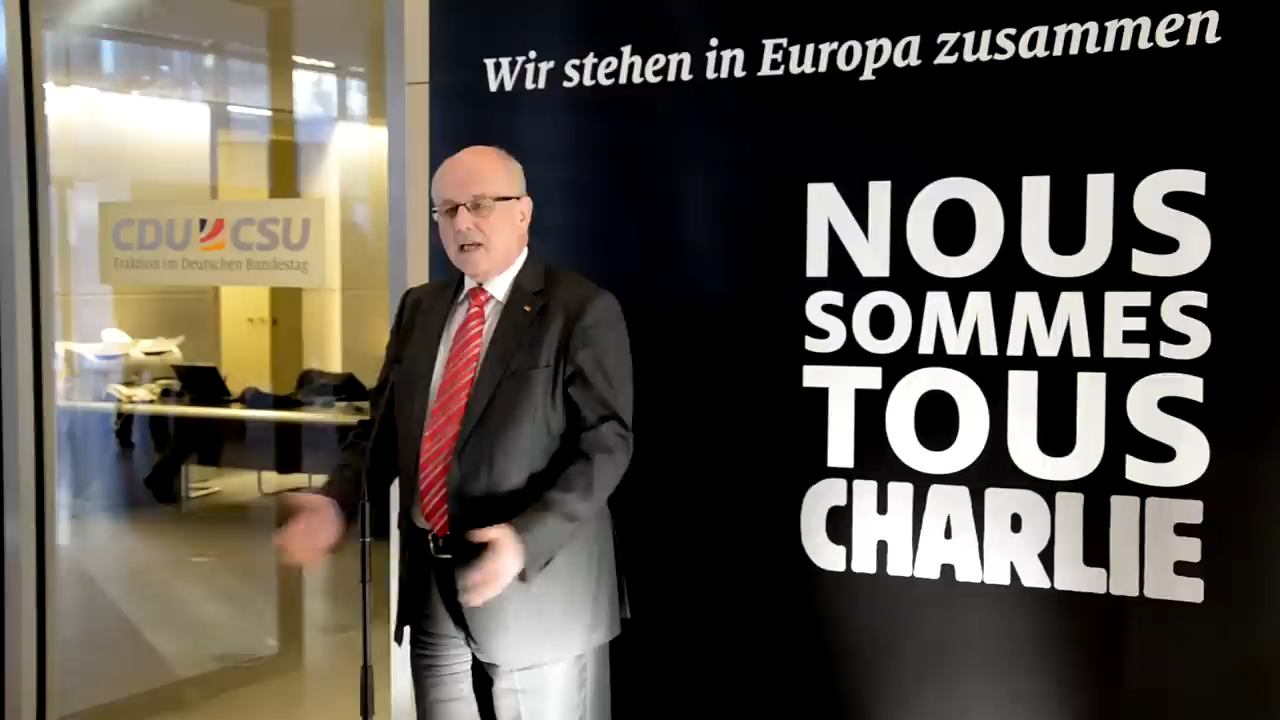 Wir stehen in Europa zusammen
NOUS
SOMMES
TOUS
CHARLIE
CDU CSU
Fraktion im Deutschen Bundestag